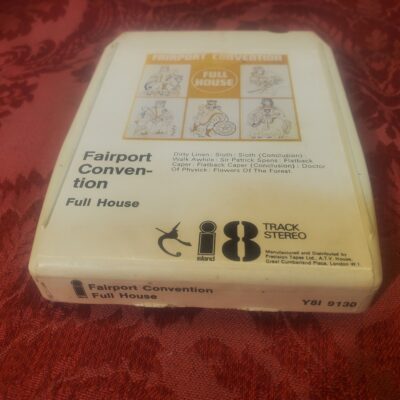 FAIRPORT CONVENTION
FULL
HOUSE
Fairport
Conven-
tion
Full House
Dirty Linen : Sloth : Sloth (Conclusion) :
Walk Awhile : Sir Patrick Spens : Flatback
Caper : Flatback Caper (Conclusion) : Doctor
Of Physick : Flowers Of The Forest.
island
8
TRACK
STEREO
Manufactured and Distributed by
Precision Tapes Ltd., A.T.V. House,
Great Cumberland Place, London W.1.
Fairport Convention
Full House
Y8I 9130